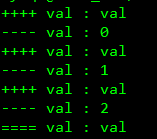 ++++ val : val
---- val : 0
++++ val : val
---- val : 1
++++ val : val
---- val : 2
==== val : val